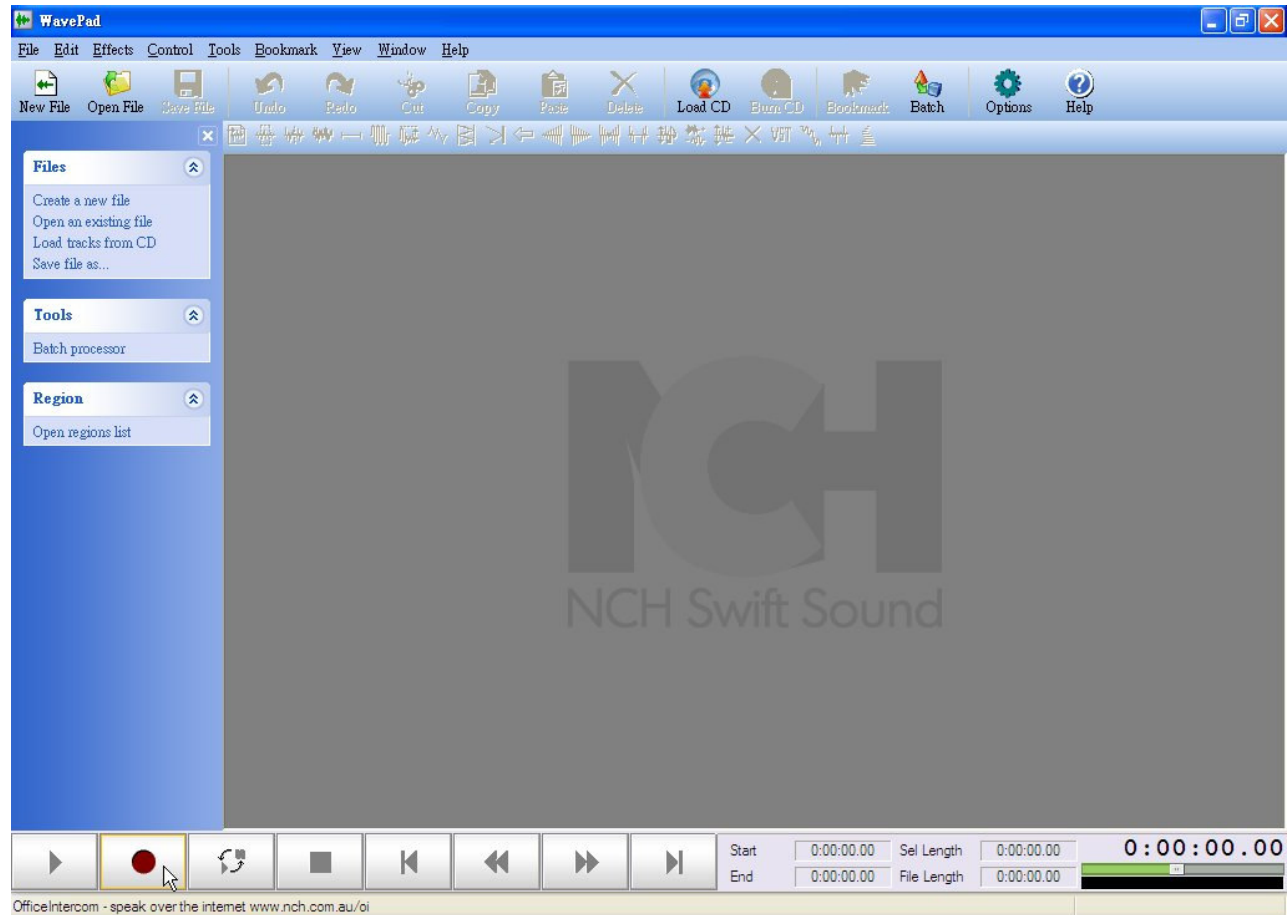 WavePad
File Edit Effects Control Tools Bookmark View Window Help
New File Open File Save File Undo Redo Cut Copy Paste Delete Load CD Burn CD Bookmark Batch Options Help
VST
Files
Create a new file
Open an existing file
Load tracks from CD
Save file as...
Tools
Batch processor
Region
Open regions list
NCH
NCH Swift Sound
Start 0:00:00.00 Sel Length 0:00:00.00 0:00:00.00
End 0:00:00.00 File Length 0:00:00.00
OfficeIntercom - speak over the internet www.nch.com.au/oi